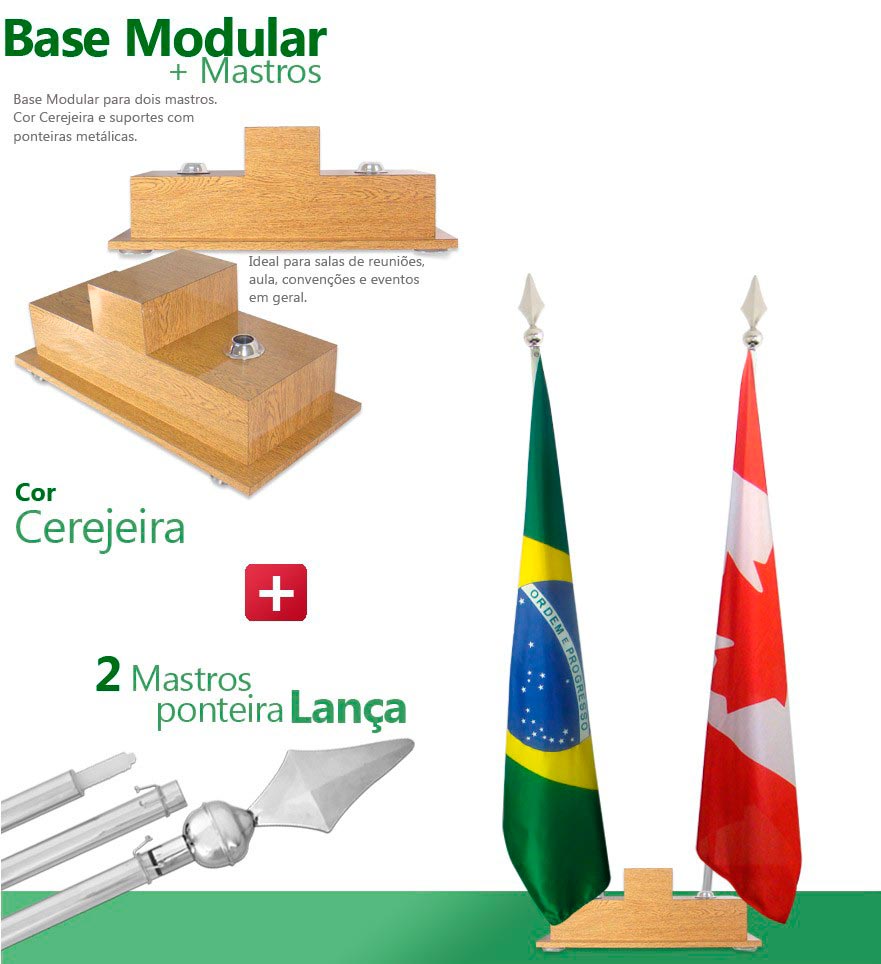 Base Modular
+ Mastros
Base Modular para dois mastros.
Cor Cerejeira e suportes com
ponteiras metálicas.
Ideal para salas de reuniões,
aula, convenções e eventos
em geral.
Cor
Cerejeira
+
2 Mastros
ponteira Lança
ORDEM E PROGRESSO